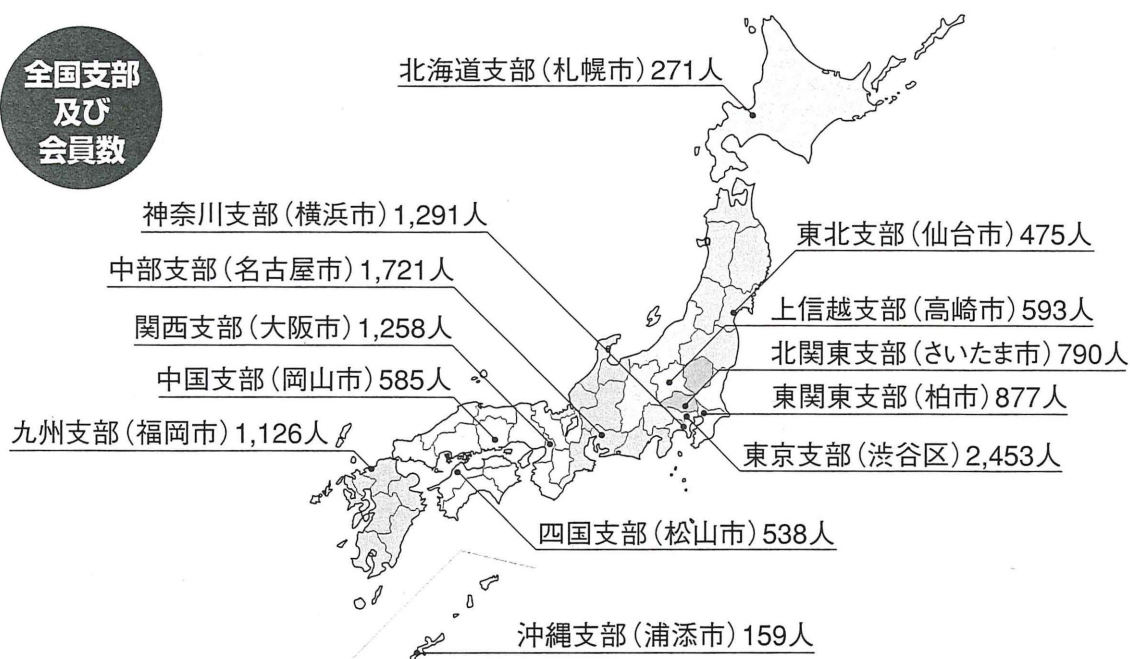 全国支部
及び
会員数
北海道支部(札幌市)271人
神奈川支部(横浜市)1,291人
中部支部(名古屋市)1,721人
関西支部(大阪市)1,258人
中国支部(岡山市)585人
九州支部(福岡市)1,126人
東北支部(仙台市)475人
上信越支部(高崎市)593人
北関東支部(さいたま市)790人
東関東支部(柏市)877人
東京支部(渋谷区)2,453人
四国支部(松山市)538人
沖縄支部(浦添市)159人